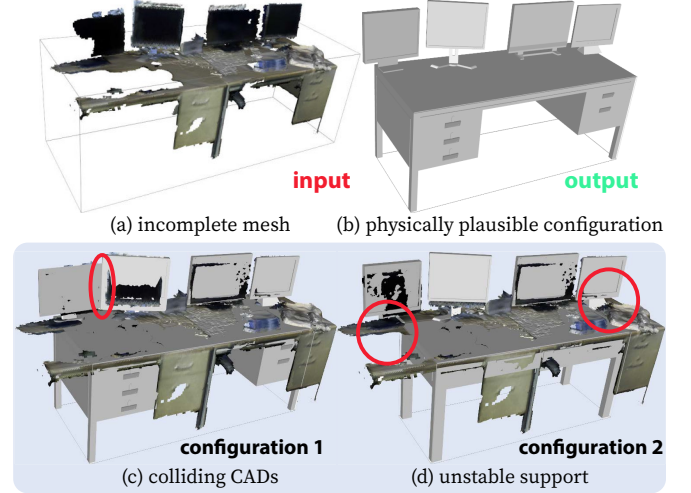 input
output
(a) incomplete mesh
(b) physically plausible configuration
configuration 1
configuration 2
(c) colliding CADs
(d) unstable support